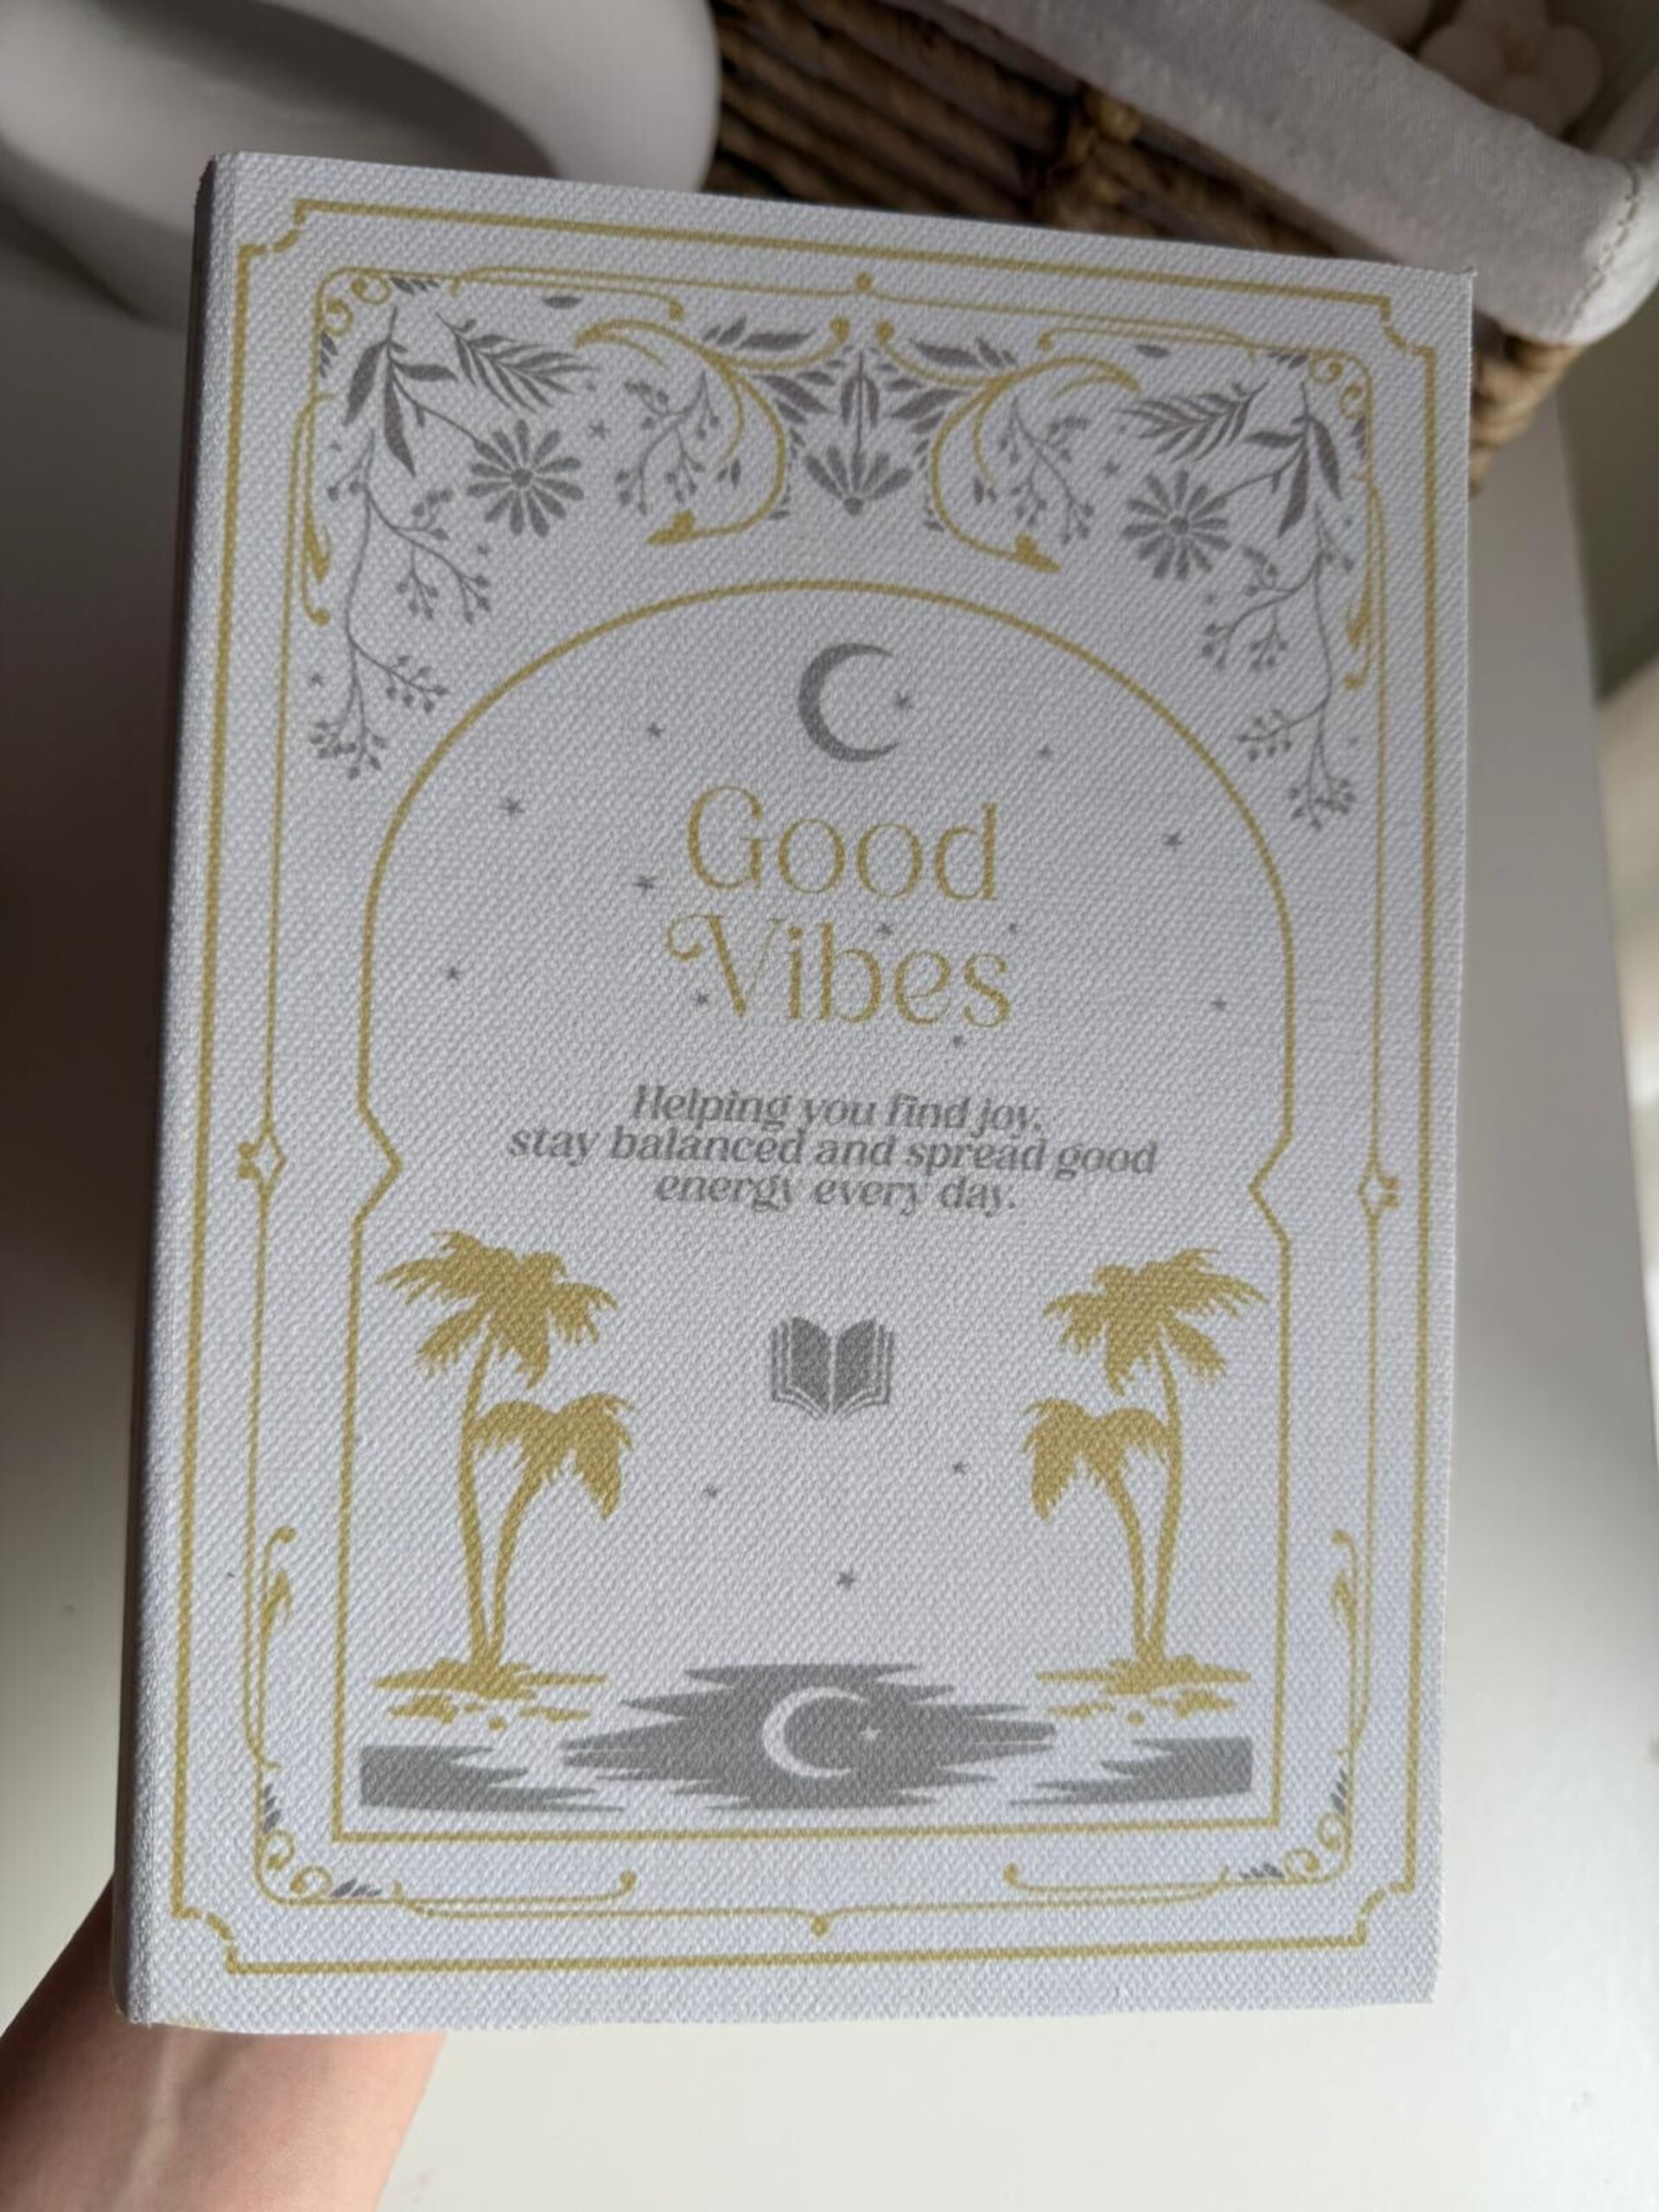 Good
Vibes
Helping you find joy,
stay balanced and spread good
energy every day.